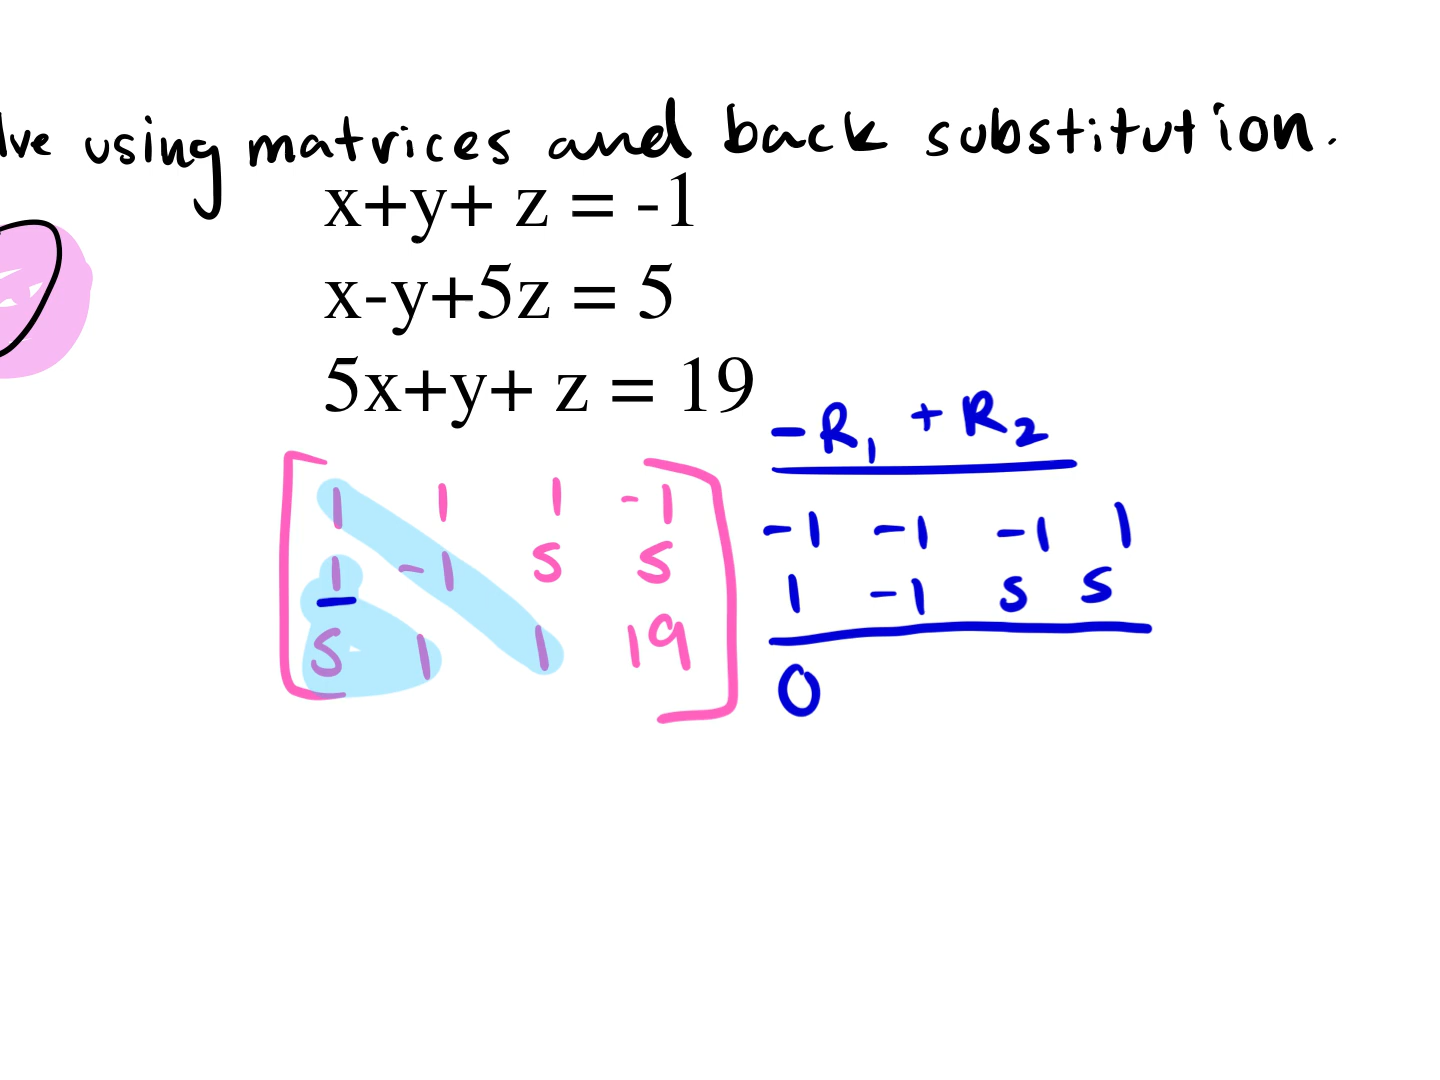 lve using matrices and back substitution.
x+y+ z = -1
x-y+5z = 5
5x+y+ z = 19
-R₁ + R₂
1 1 1 -1
1 -1 5 5
5 1 1 19
-1 -1 -1 1
1 -1 5 5
0